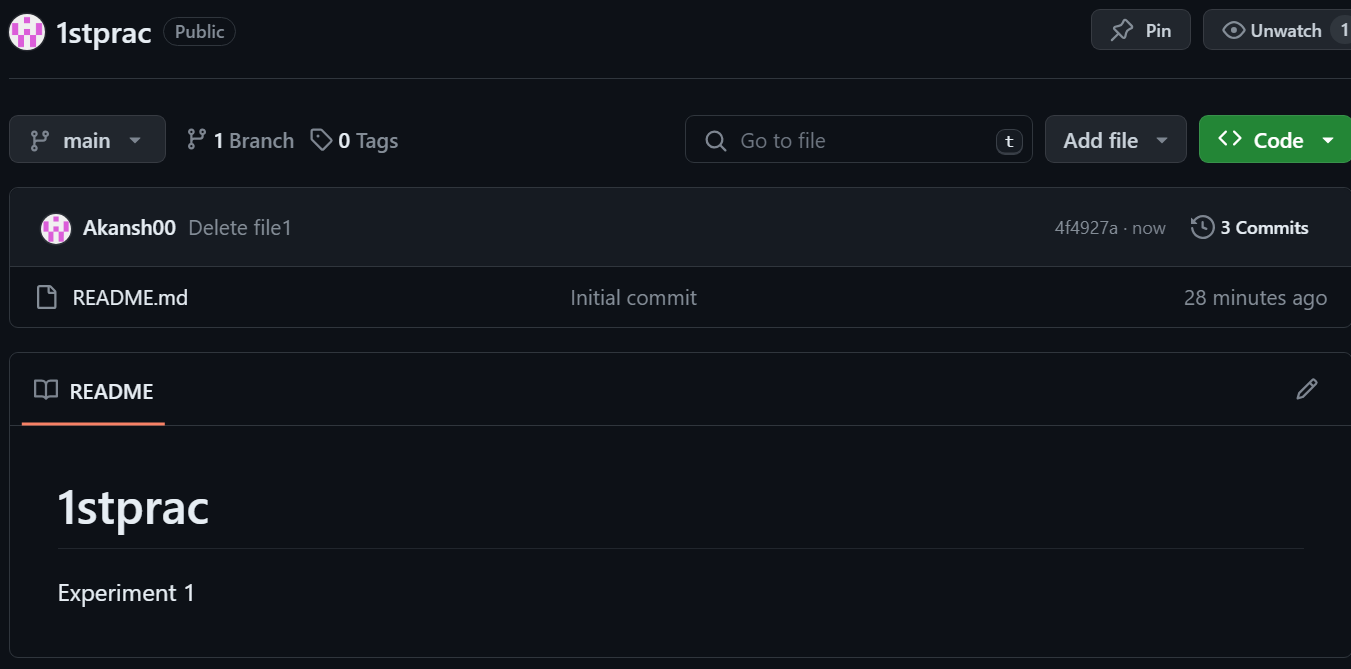 1stprac Public Pin Unwatch 1
main 1 Branch 0 Tags Go to file t Add file Code
Akansh00 Delete file1 4f4927a · now 3 Commits
README.md Initial commit 28 minutes ago
README
1stprac
Experiment 1